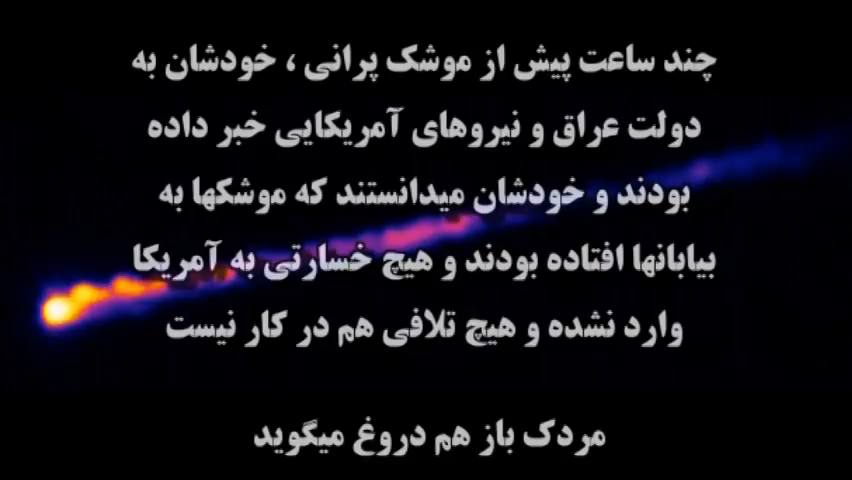 چند ساعت پیش از موشک پرانی ، خودشان به
دولت عراق و نیروهای آمریکایی خبر داده
بودند و خودشان میدانستند که موشکها به
بیابانها افتاده بودند و هیچ خسارتی به آمریکا
وارد نشده و هیچ تلافی هم در کار نیست
مردک باز هم دروغ میگوید